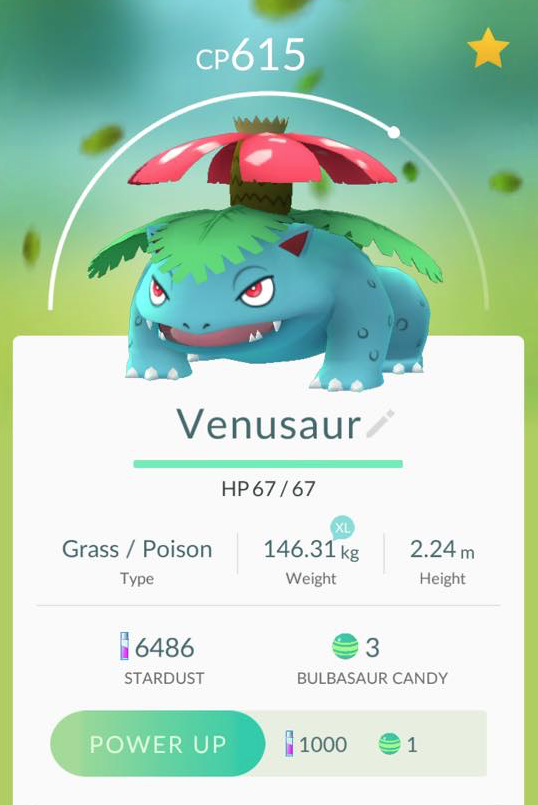 CP615
Venusaur
HP 67 / 67
XL
Grass / Poison 146.31 kg 2.24 m
Type Weight Height
6486 3
STARDUST BULBASAUR CANDY
POWER UP 1000 1